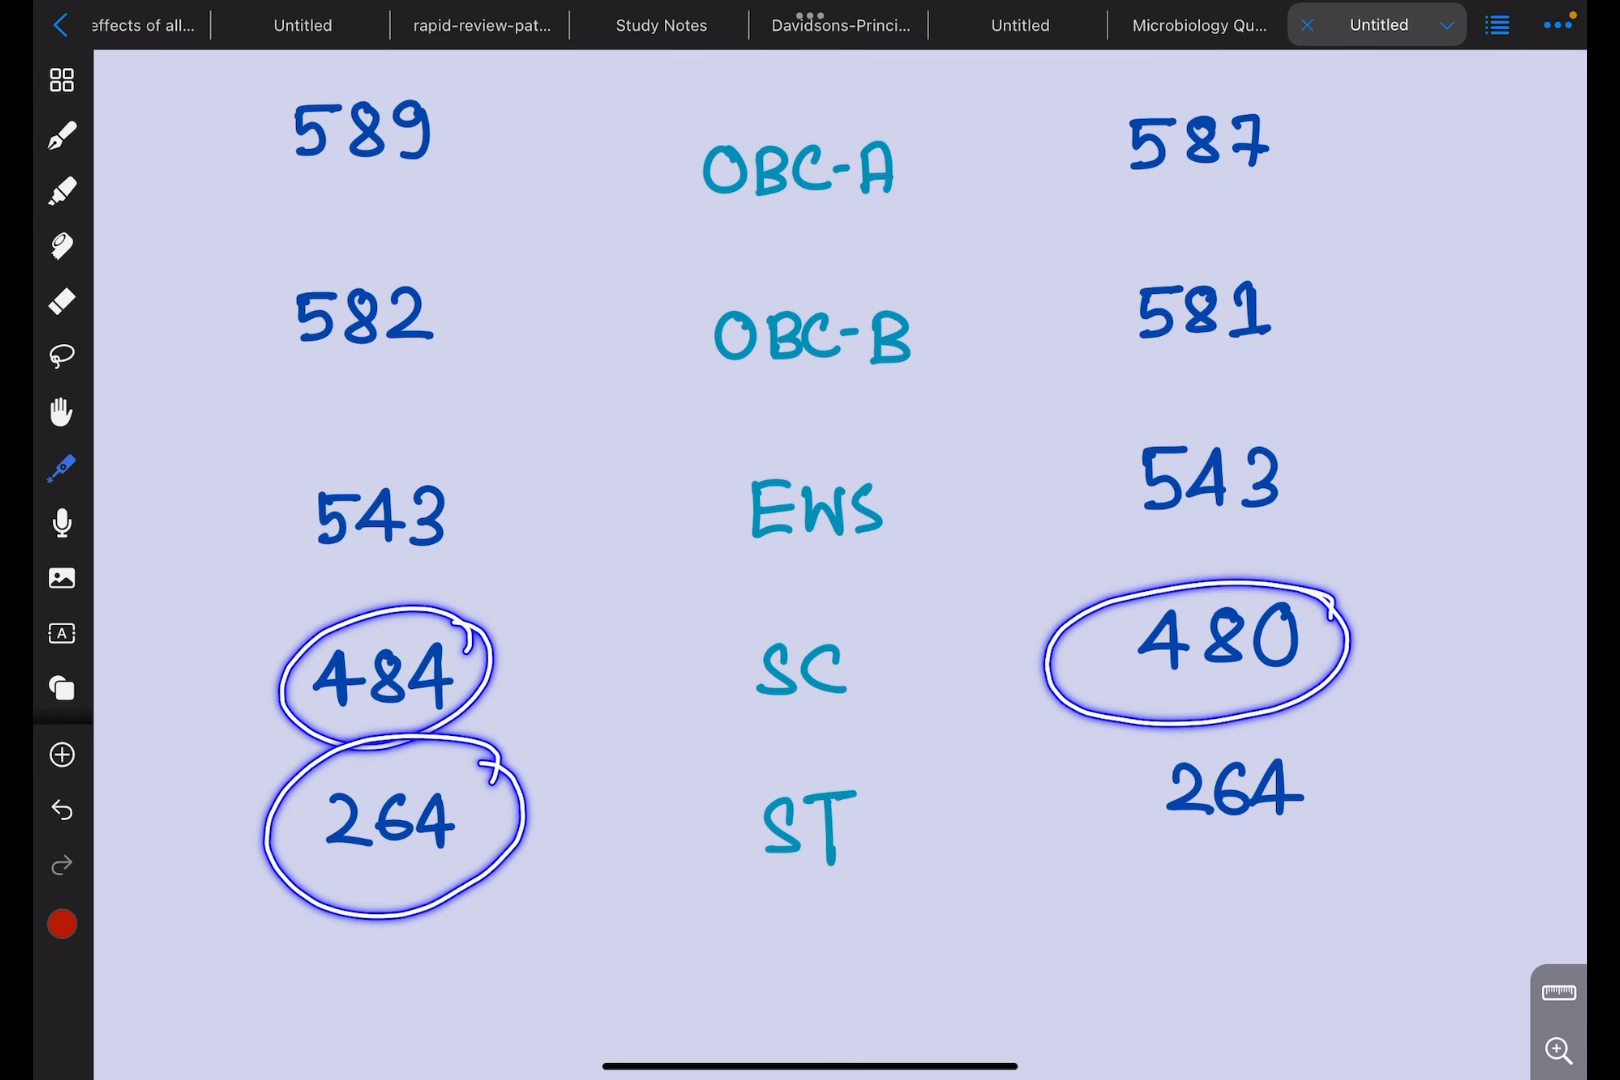 effects of all... Untitled rapid-review-pat... Study Notes Davidsons-Princi... Untitled Microbiology Qu... Untitled
589 OBC-A 587
582 OBC-B 581
543 EWS 543
484 SC 480
264 ST 264
A